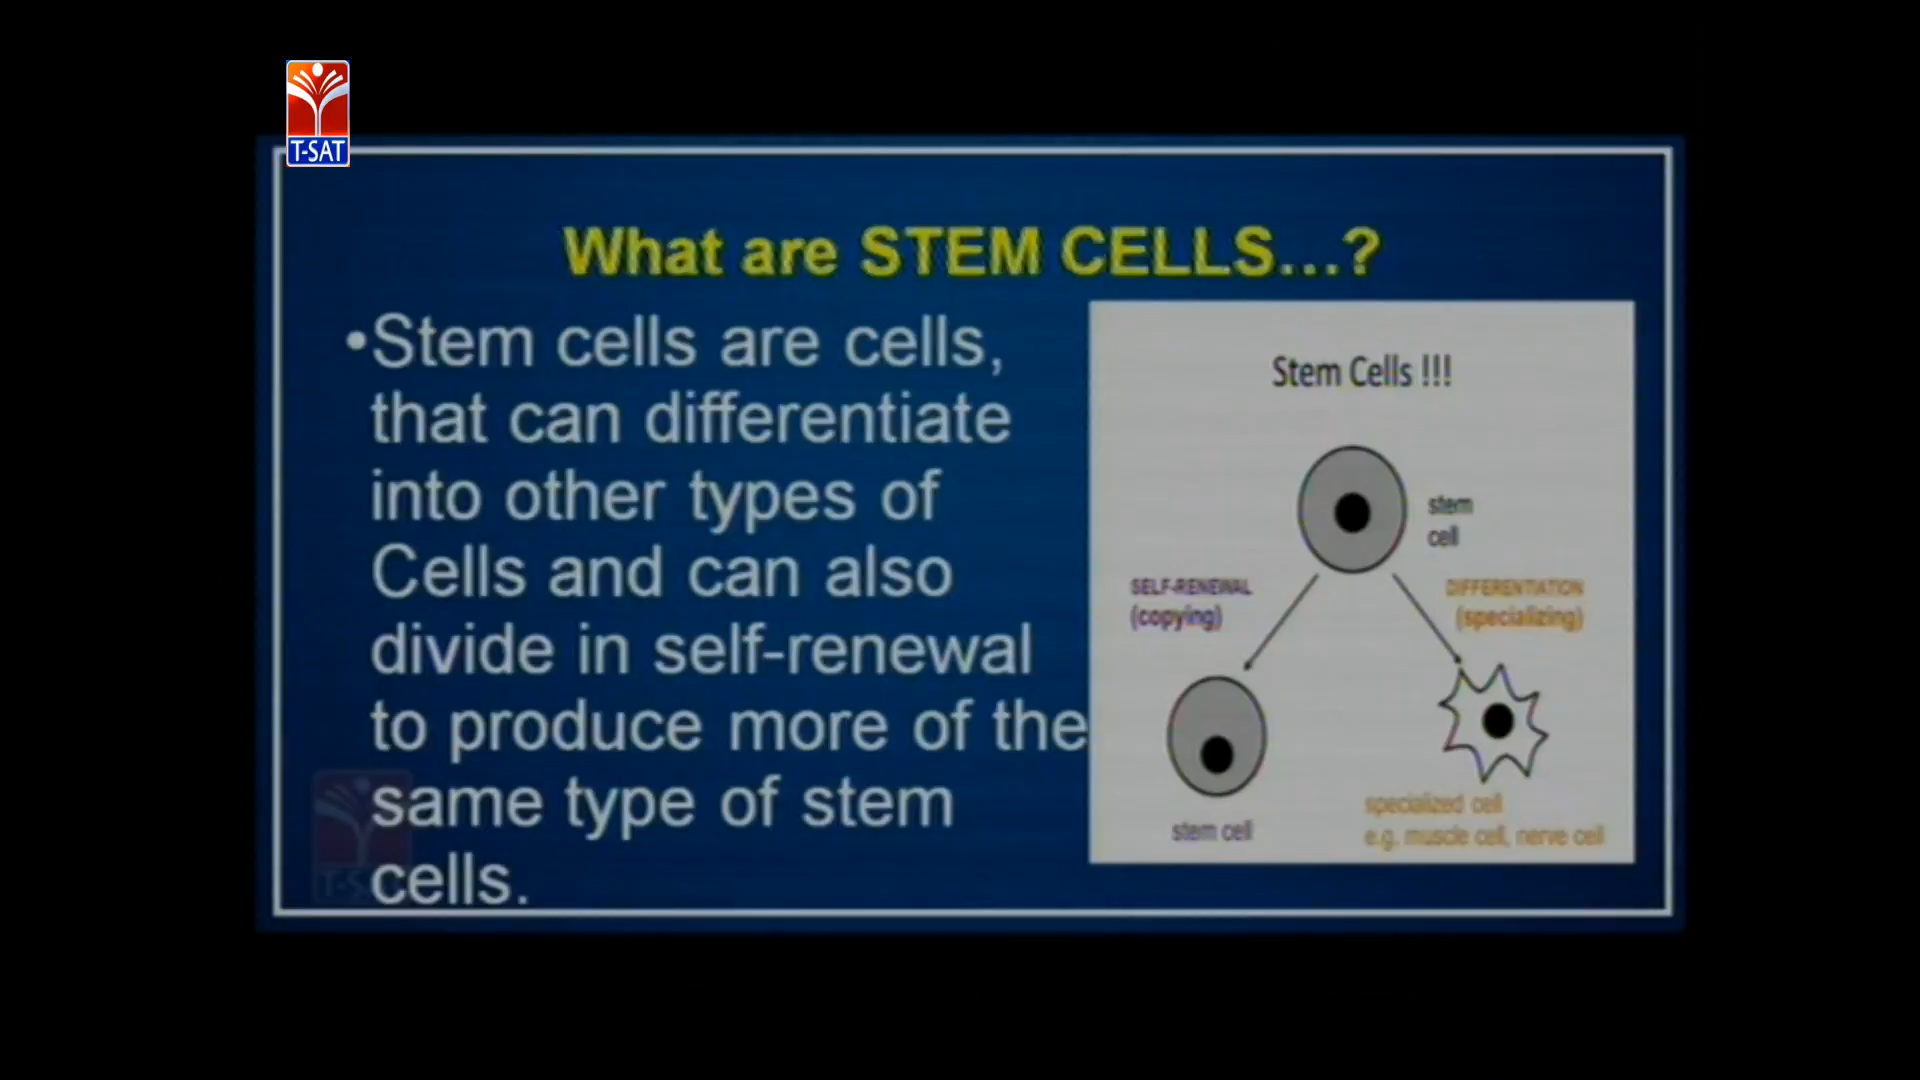 T-SAT
What are STEM CELLS...?
•Stem cells are cells,
that can differentiate
into other types of
Cells and can also
divide in self-renewal
to produce more of the
same type of stem
cells.
Stem Cells !!!
stem
cell
SELF-RENEWAL
(copying)
DIFFERENTIATION
(specializing)
stem cell
specialized cell
e.g. muscle cell, nerve cell
T-SAT